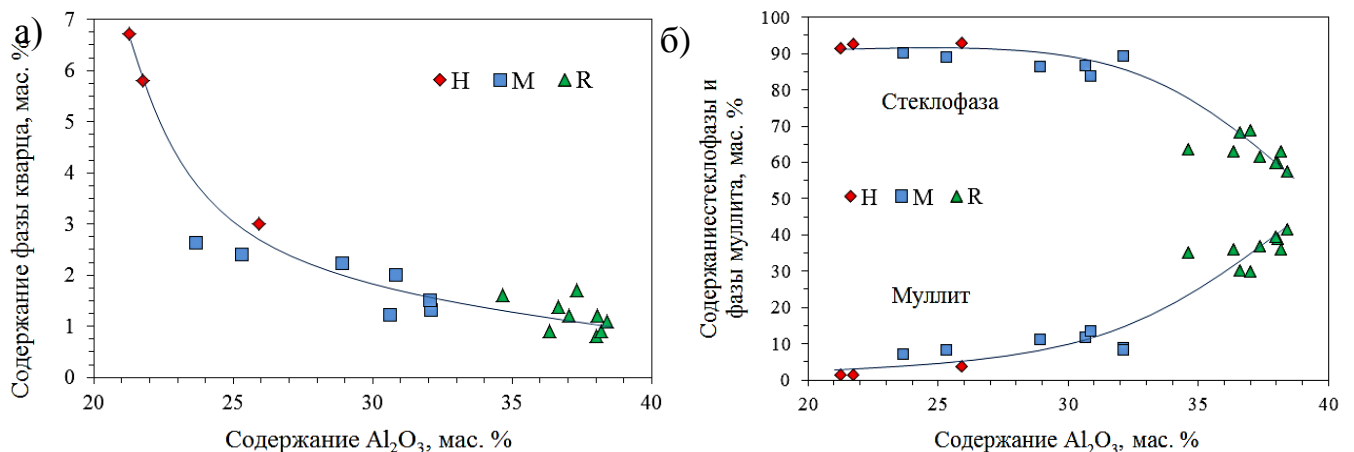 а)
Содержание фазы кварца, мас. %
7
6
5
4
3
2
1
0
H M R
20 25 30 35 40
Содержание Al₂O₃, мас. %
б)
Содержаниестеклофазы и
фазы муллита, мас. %
100
90
80
70
60
50
40
30
20
10
0
Стеклофаза
H M R
Муллит
20 25 30 35 40
Содержание Al₂O₃, мас. %